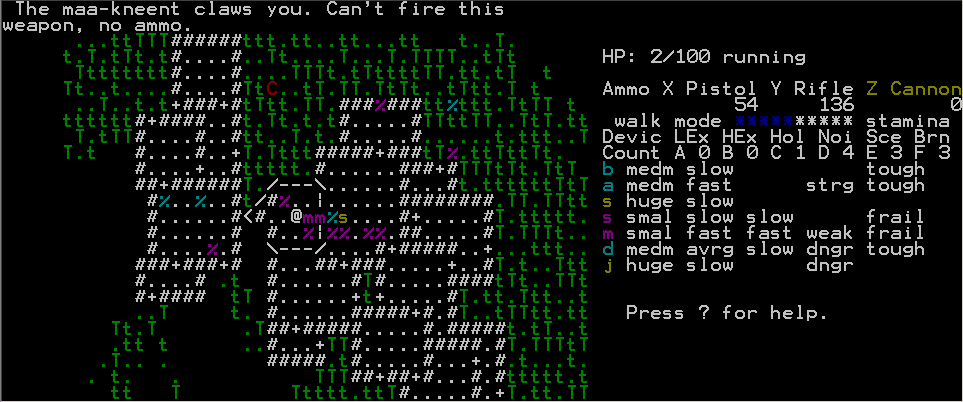 The maa-kneent claws you. Can't fire this
weapon, no ammo.
HP: 2/100 running
Ammo X Pistol Y Rifle Z Cannon
54 136 0
walk mode ********** stamina
Devic LEx HEx Hol Noi Sce Brn
Count A 0 B 0 C 1 D 4 E 3 F 3
b medm slow tough
a medm fast strg tough
s huge slow
s smal slow slow frail
m smal fast fast weak frail
d medm avrg slow dngr tough
j huge slow dngr
Press ? for help.